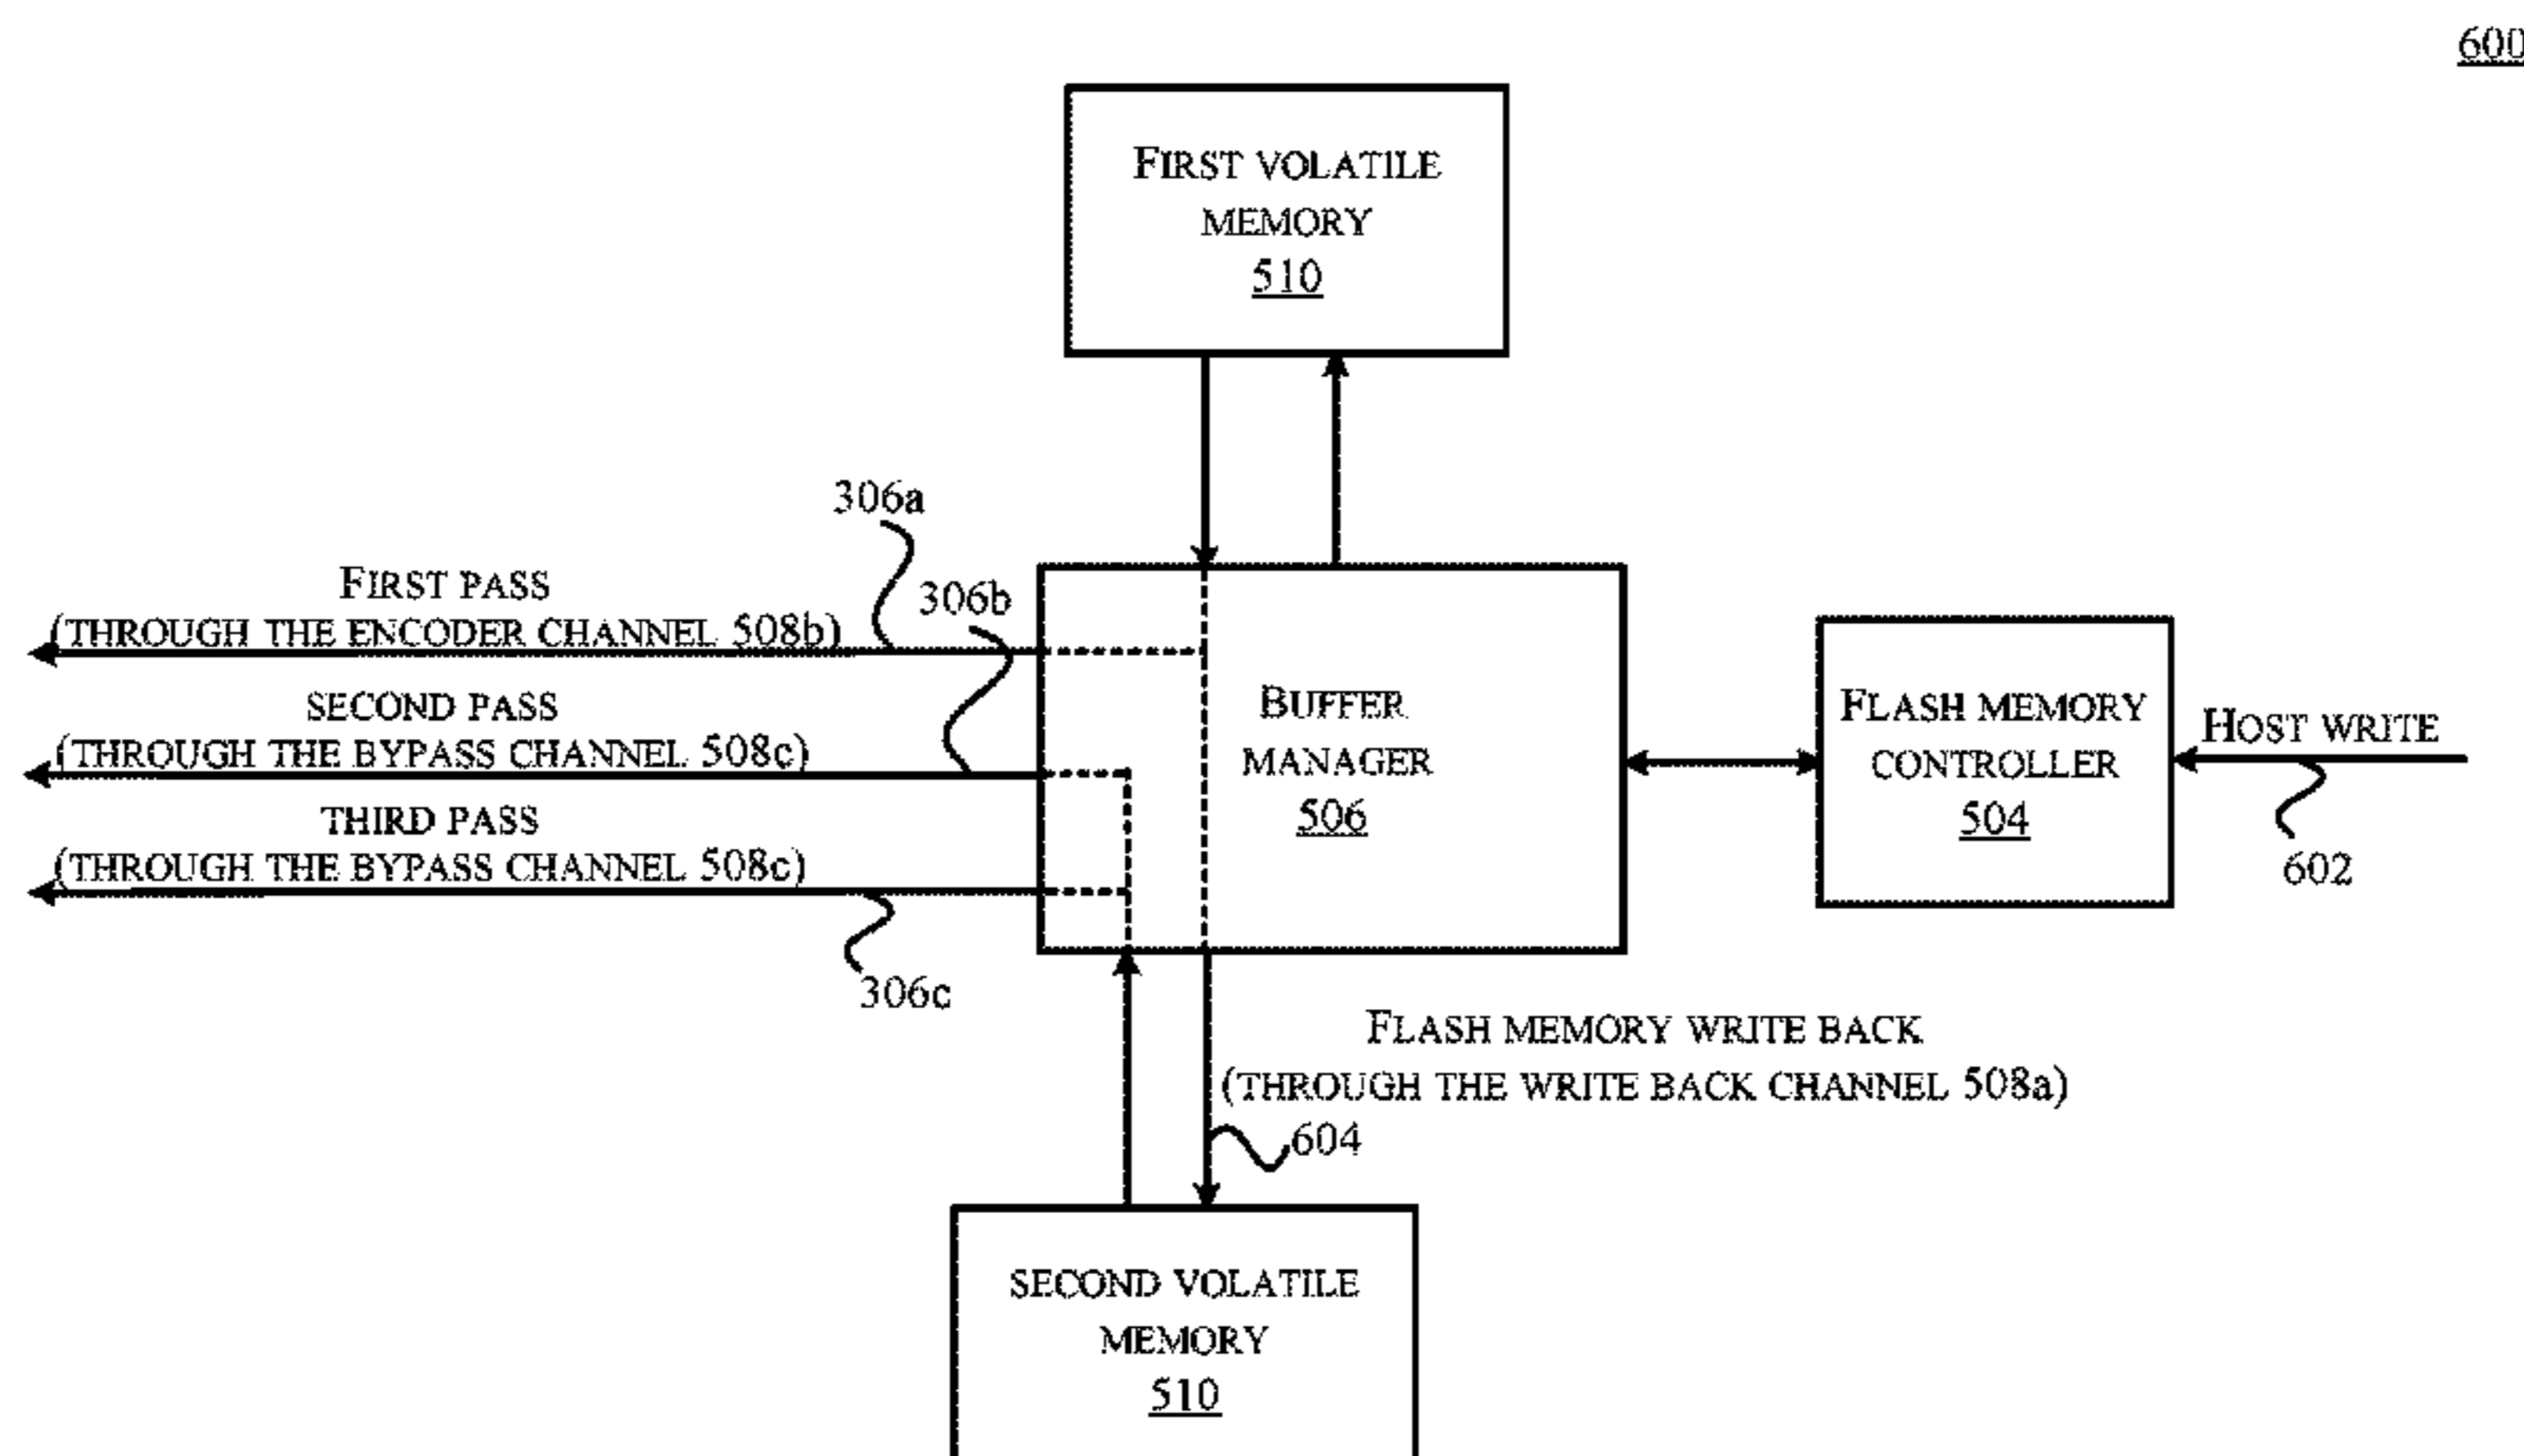 600
FIRST VOLATILE
MEMORY
510
306a
306b
FIRST PASS
(THROUGH THE ENCODER CHANNEL 508b)
SECOND PASS
(THROUGH THE BYPASS CHANNEL 508c)
THIRD PASS
(THROUGH THE BYPASS CHANNEL 508c)
306c
BUFFER
MANAGER
506
FLASH MEMORY
CONTROLLER
504
HOST WRITE
602
FLASH MEMORY WRITE BACK
(THROUGH THE WRITE BACK CHANNEL 508a)
604
SECOND VOLATILE
MEMORY
510